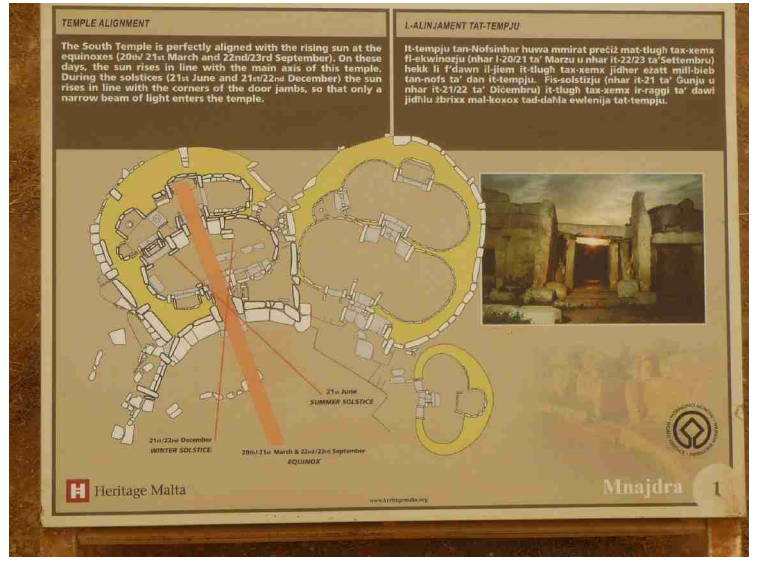 TEMPLE ALIGNMENT
The South Temple is perfectly aligned with the rising sun at the
equinoxes (20th/ 21st March and 22nd/23rd September). On these
days, the sun rises in line with the main axis of this temple.
During the solstices (21st June and 21st/22nd December) the sun
rises in line with the corners of the door jambs, so that only a
narrow beam of light enters the temple.
L-ALINJAMENT TAT-TEMPJU
It-tempju tan-Nofsinhar huwa mmirat preċiż mat-tlugħ tax-xemx
fl-ekwinozju (nhar l-20/21 ta' Marzu u nhar it-22/23 ta'Settembru)
hekk li f'dawn il-jiem it-tlugħ tax-xemx jidher eżatt mill-bieb
tan-nofs ta' dan it-tempju. Fis-solstizju (nhar it-21 ta' Ġunju u
nhar it-21/22 ta' Diċembru) it-tlugħ tax-xemx ir-raġġi ta' dawl
jidħlu żbrixx mal-koxox tad-daħla ewlenija tat-tempju.
21st June
SUMMER SOLSTICE
21st/22nd December
WINTER SOLSTICE
20th/ 21st March & 22nd/23rd September
EQUINOX
H Heritage Malta
www.heritagemalta.org
Mnajdra 1